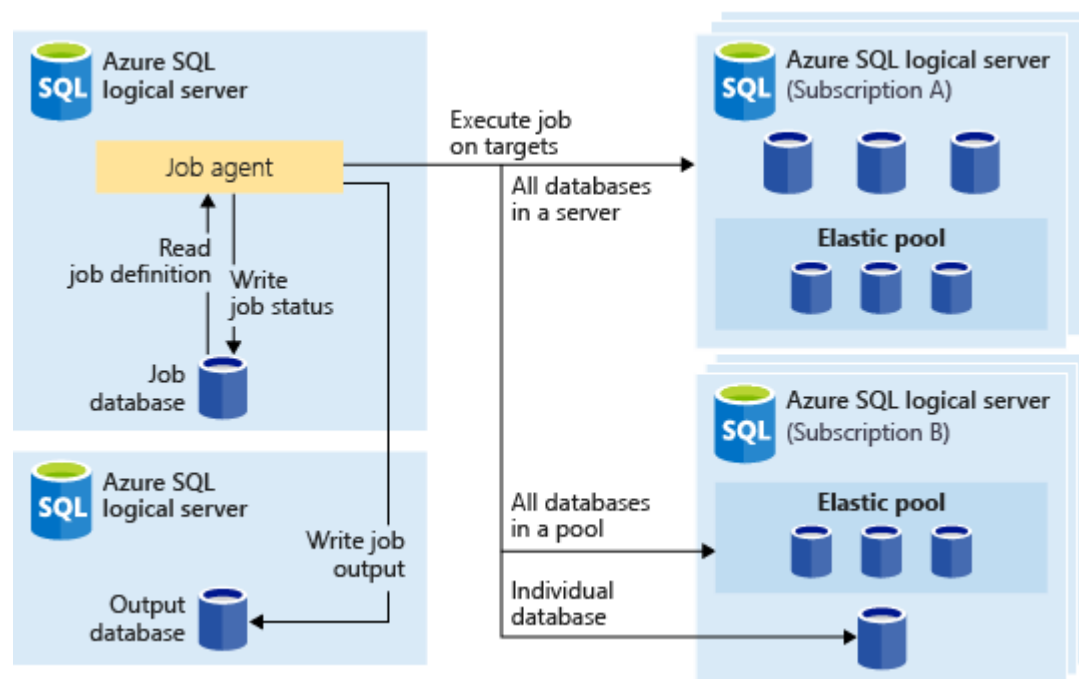 SQL
Azure SQL
logical server
Job agent
Read
job definition
Write
job status
Job
database
SQL
Azure SQL
logical server
Write job
output
Output
database
Execute job
on targets
All databases
in a server
All databases
in a pool
Individual
database
SQL
Azure SQL logical server
(Subscription A)
Elastic pool
SQL
Azure SQL logical server
(Subscription B)
Elastic pool